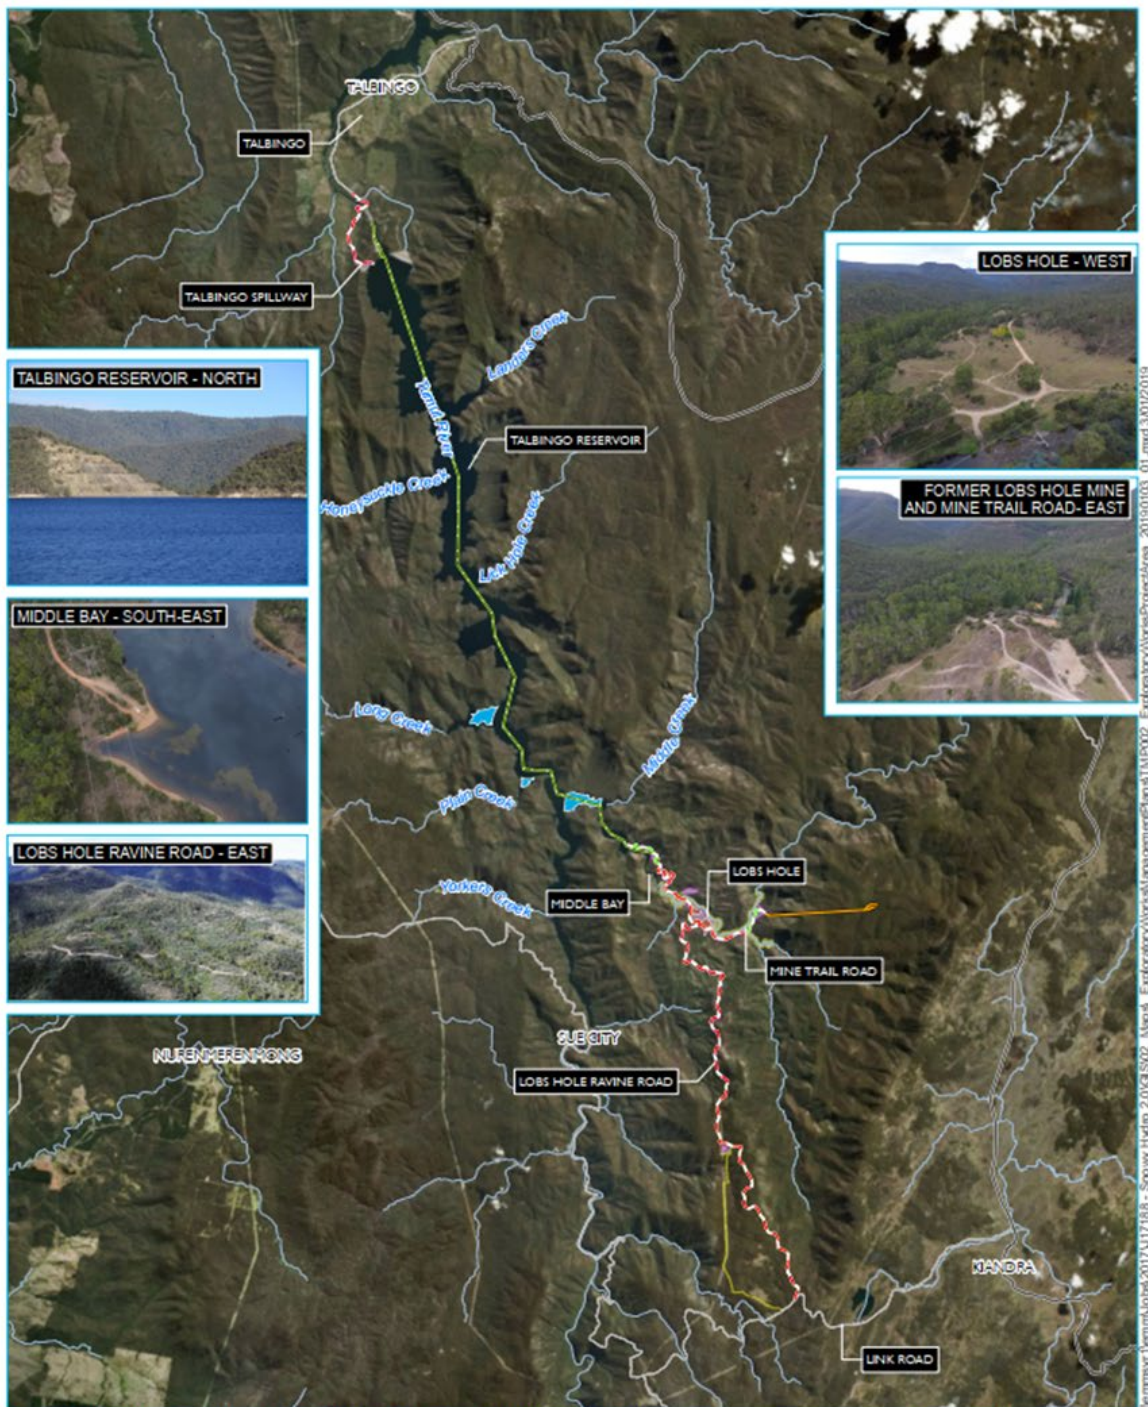 TALBINGO
TALBINGO
TALBINGO SPILLWAY
LOBS HOLE - WEST
Landers Creek
TALBINGO RESERVOIR - NORTH
Tumut River
TALBINGO RESERVOIR
Honeysuckle Creek
FORMER LOBS HOLE MINE
AND MINE TRAIL ROAD- EAST
Lick Hole Creek
MIDDLE BAY - SOUTH-EAST
Long Creek
Middle Creek
Plain Creek
LOBS HOLE RAVINE ROAD - EAST
LOBS HOLE
Yorkers Creek
MIDDLE BAY
MINE TRAIL ROAD
SUE CITY
NURENMERENMONG
LOBS HOLE RAVINE ROAD
KIANDRA
LINK ROAD